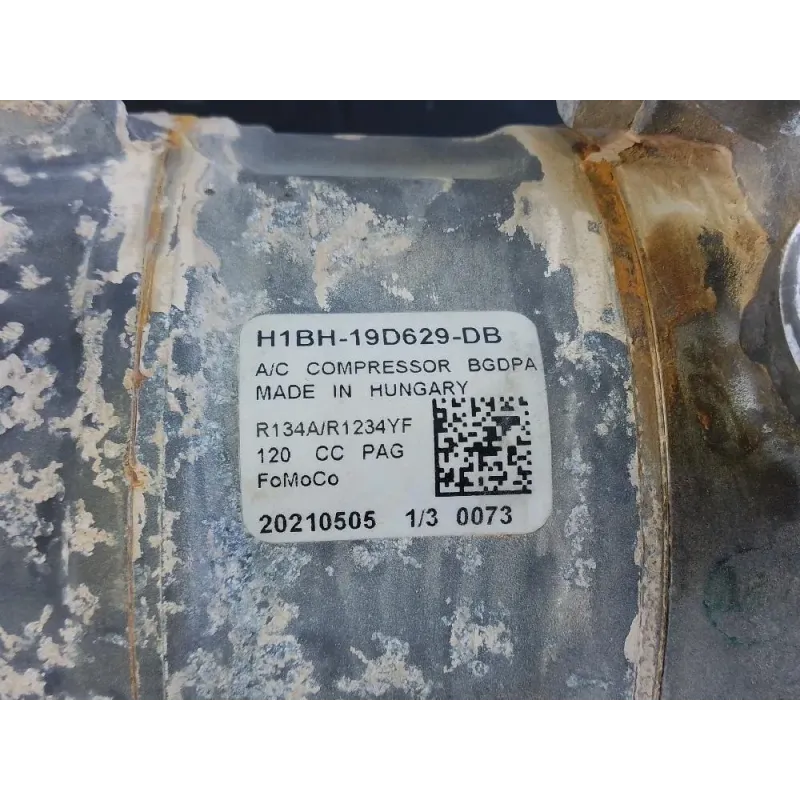 H1BH-19D629-DB
A/C COMPRESSOR BGDPA
MADE IN HUNGARY
R134A/R1234YF
120 CC PAG
FoMoCo
20210505 1/3 0073